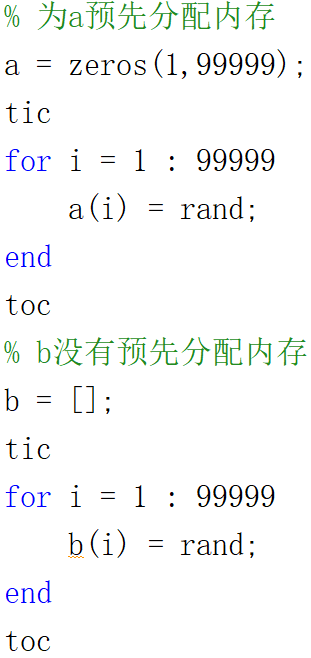 % 为a预先分配内存
a = zeros(1,99999);
tic
for i = 1 : 99999
    a(i) = rand;
end
toc
% b没有预先分配内存
b = [];
tic
for i = 1 : 99999
    b(i) = rand;
end
toc